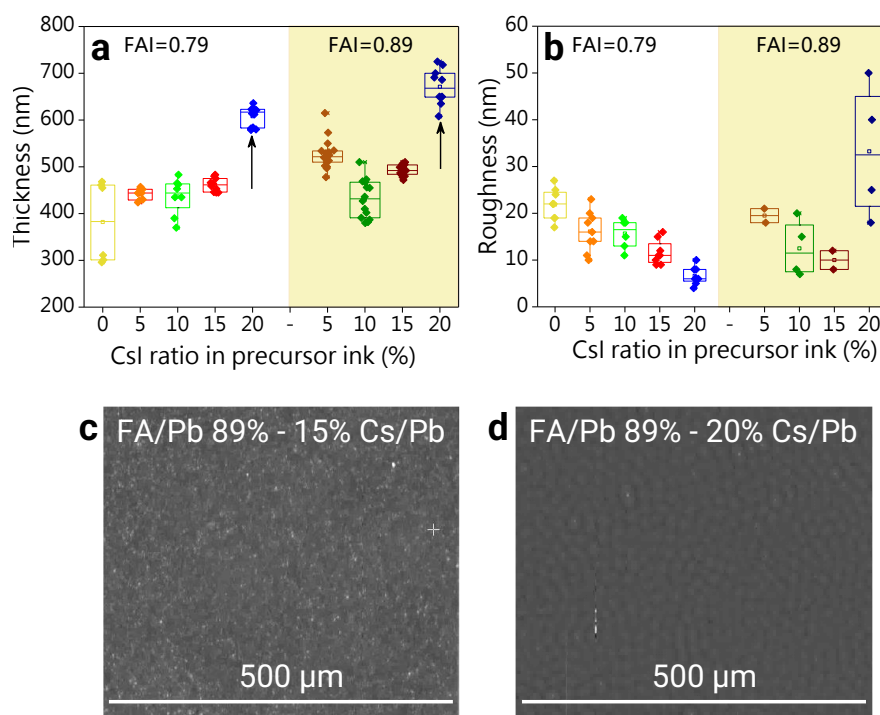 a
FAI=0.79 FAI=0.89
Thickness (nm)
800
700
600
500
400
300
200
0 5 10 15 20 - 5 10 15 20
CsI ratio in precursor ink (%)
b
FAI=0.79 FAI=0.89
Roughness (nm)
60
50
40
30
20
10
0 5 10 15 20 - 5 10 15 20
CsI ratio in precursor ink (%)
c
FA/Pb 89% - 15% Cs/Pb
500 μm
d
FA/Pb 89% - 20% Cs/Pb
500 μm